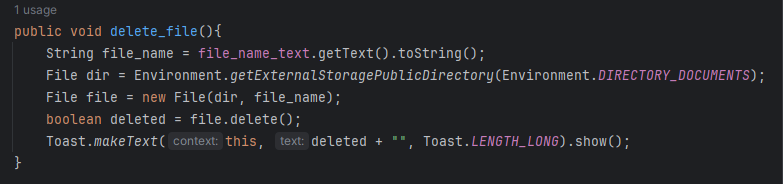 1 usage
public void delete_file(){
String file_name = file_name_text.getText().toString();
File dir = Environment.getExternalStoragePublicDirectory(Environment.DIRECTORY_DOCUMENTS);
File file = new File(dir, file_name);
boolean deleted = file.delete();
Toast.makeText( context: this, text: deleted + "", Toast.LENGTH_LONG).show();
}